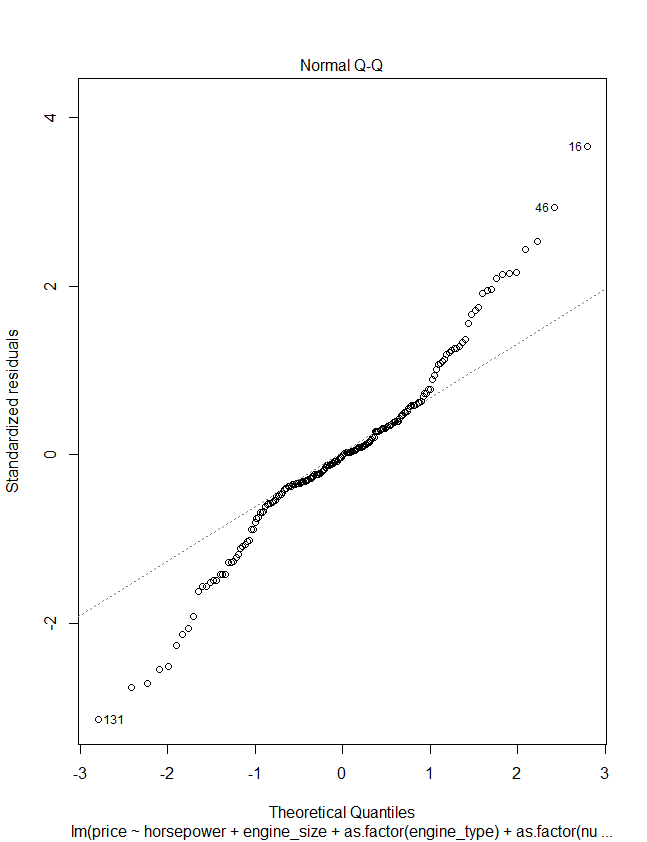 Normal Q-Q
4
2
0
-2
Standardized residuals
16
46
131
-3 -2 -1 0 1 2 3
Theoretical Quantiles
lm(price ~ horsepower + engine_size + as.factor(engine_type) + as.factor(nu ...